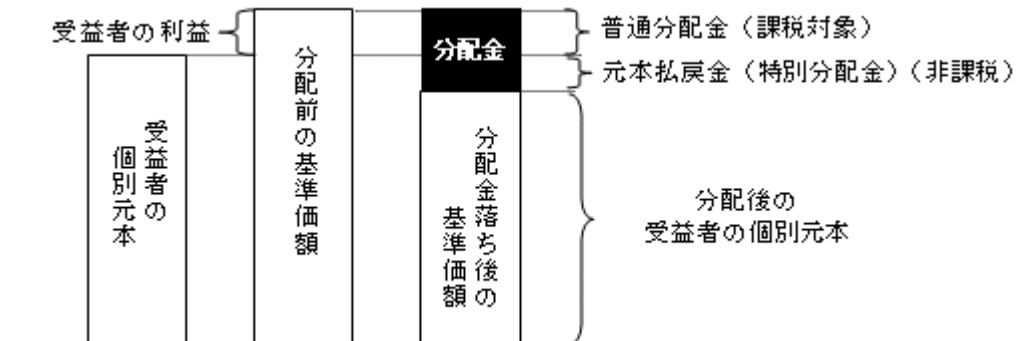 受益者の利益
分配金
普通分配金（課税対象）
元本払戻金（特別分配金）（非課税）
受益者の
個別元本
分配前の基準価額
分配金落ち後の
基準価額
分配後の
受益者の個別元本